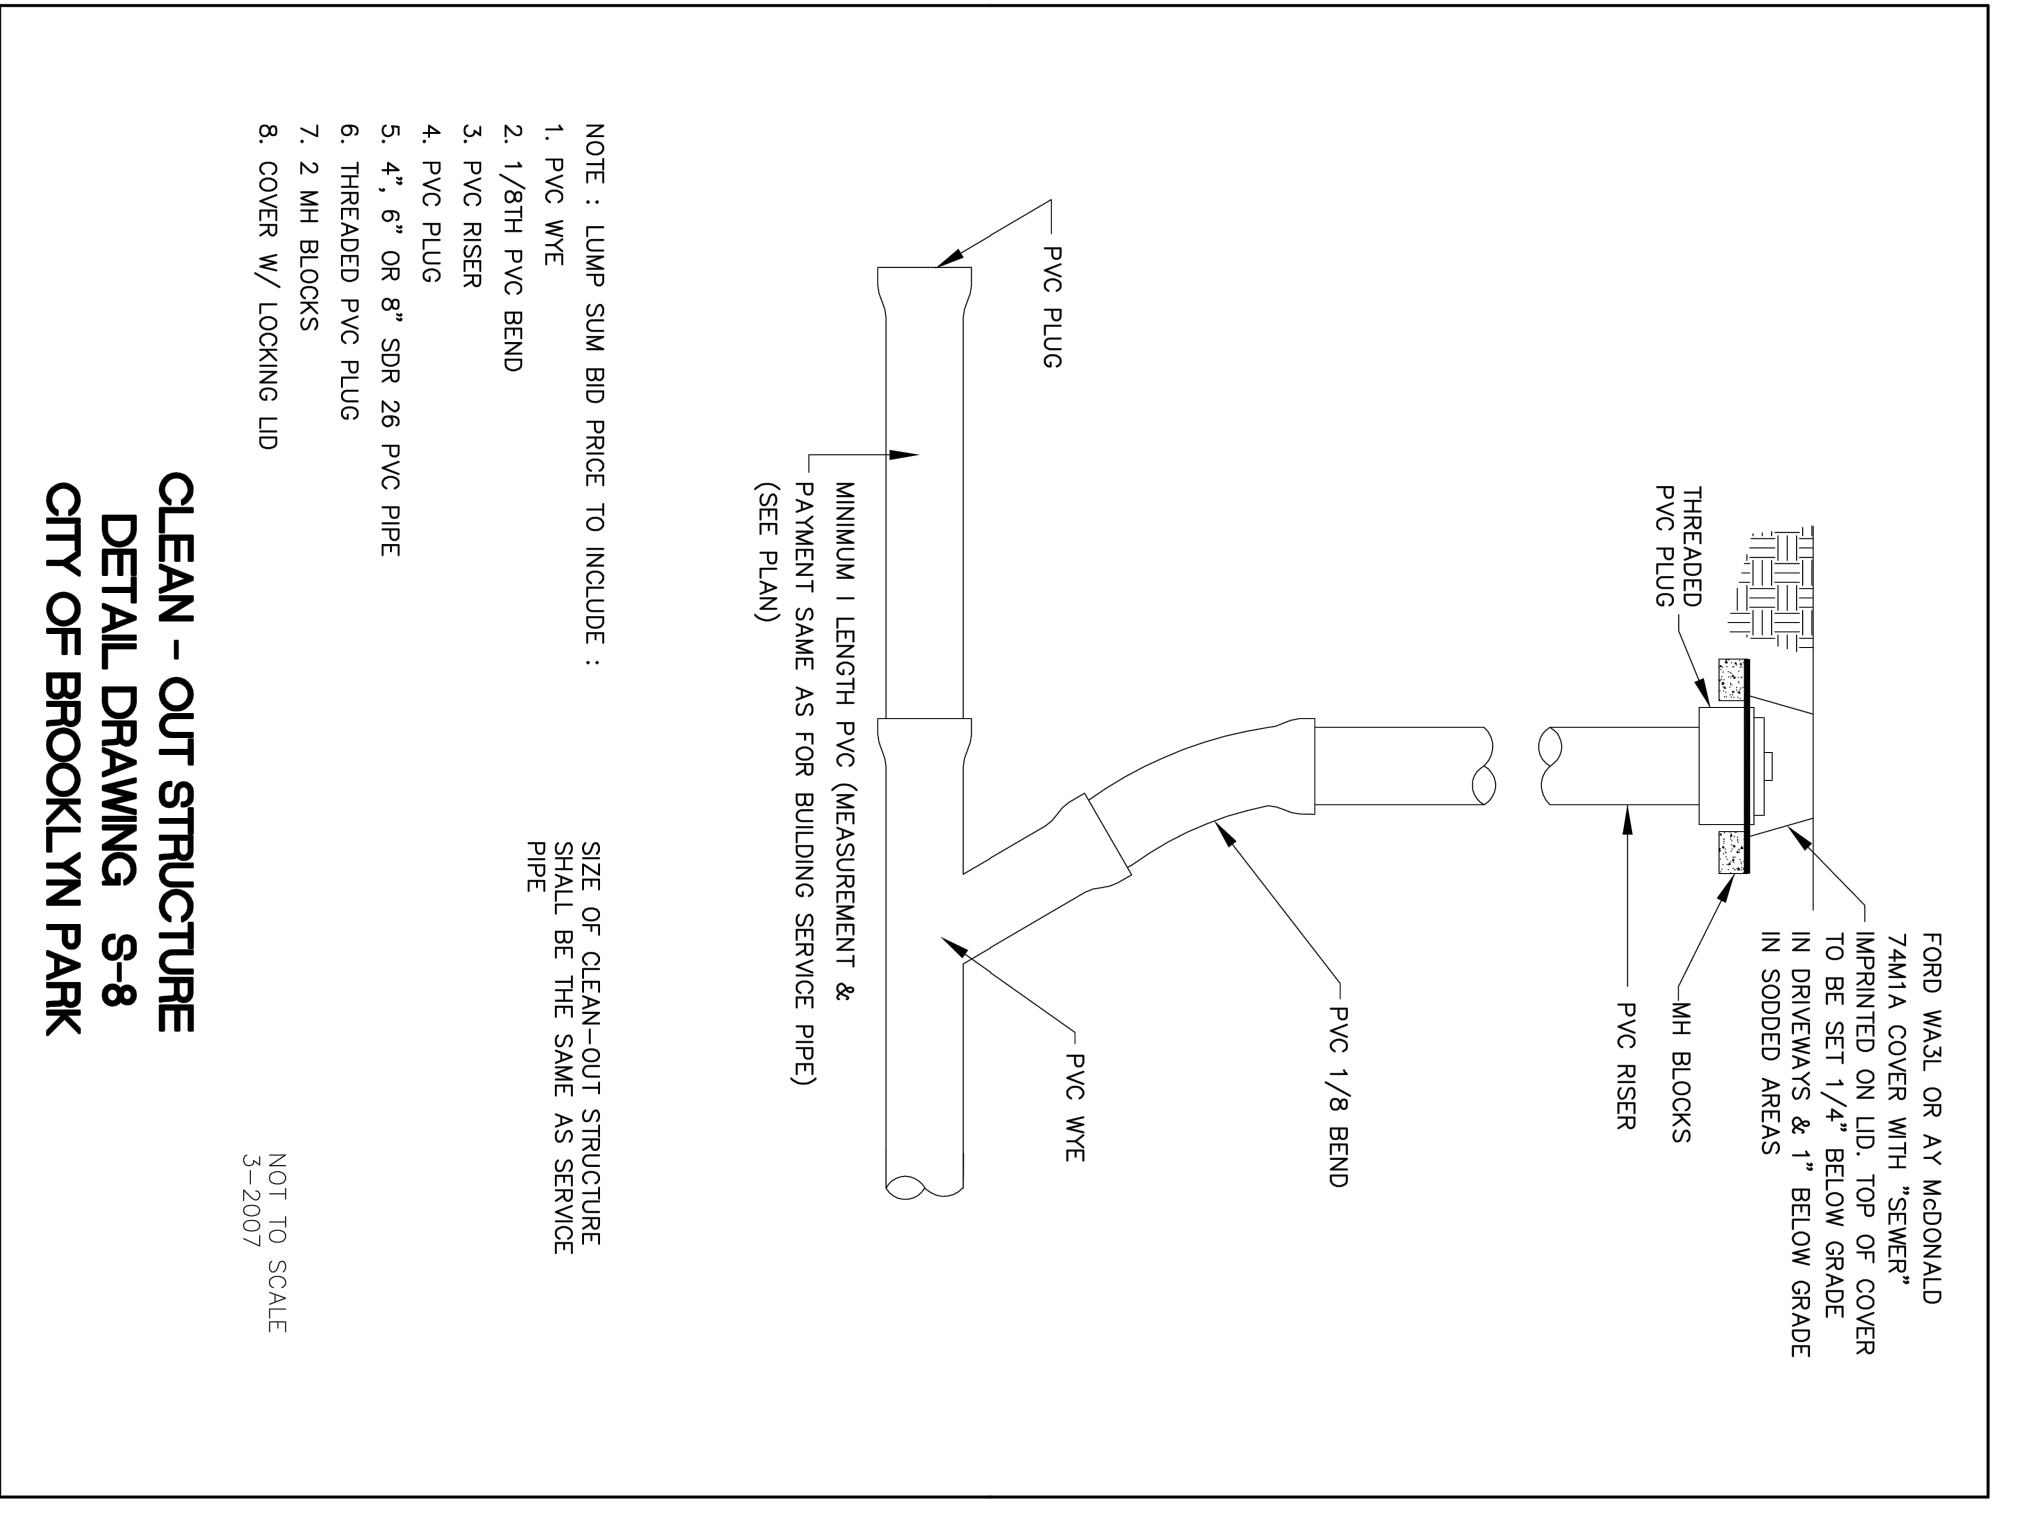 FORD WA3L OR AY McDONALD
74M1A COVER WITH "SEWER"
IMPRINTED ON LID. TOP OF COVER
TO BE SET 1/4" BELOW GRADE
IN DRIVEWAYS & 1" BELOW GRADE
IN SODDED AREAS
THREADED
PVC PLUG
MH BLOCKS
PVC RISER
PVC 1/8 BEND
PVC PLUG
PVC WYE
MINIMUM I LENGTH PVC (MEASUREMENT &
PAYMENT SAME AS FOR BUILDING SERVICE PIPE)
(SEE PLAN)
NOTE : LUMP SUM BID PRICE TO INCLUDE :
1. PVC WYE
2. 1/8TH PVC BEND
3. PVC RISER
4. PVC PLUG
5. 4", 6" OR 8" SDR 26 PVC PIPE
6. THREADED PVC PLUG
7. 2 MH BLOCKS
8. COVER W/ LOCKING LID
SIZE OF CLEAN-OUT STRUCTURE
SHALL BE THE SAME AS SERVICE
PIPE
NOT TO SCALE
3-2007
CLEAN - OUT STRUCTURE
DETAIL DRAWING S-8
CITY OF BROOKLYN PARK